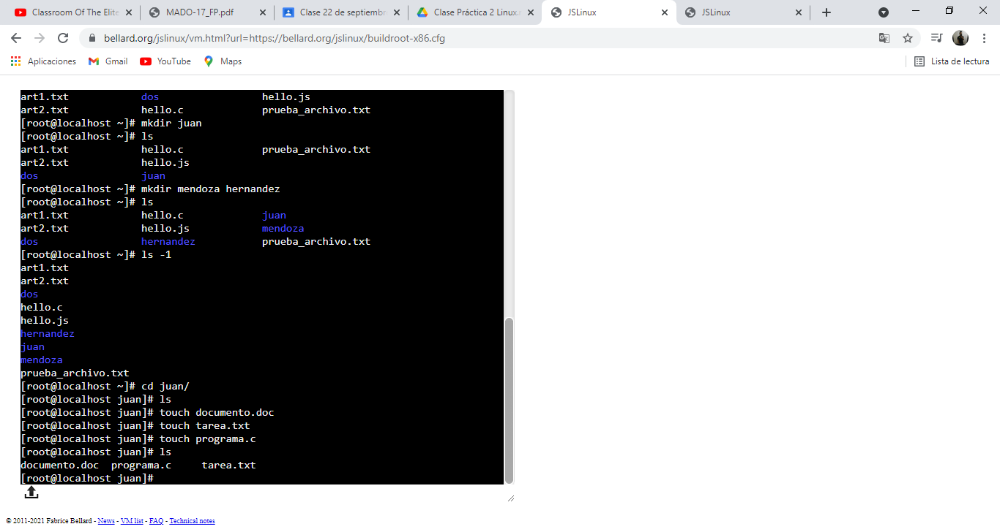 Classroom Of The Elite
MADO-17_FP.pdf
Clase 22 de septiembre
Clase Práctica 2 Linux.
JSLinux
JSLinux
bellard.org/jslinux/vm.html?url=https://bellard.org/jslinux/buildroot-x86.cfg
Aplicaciones Gmail YouTube Maps Lista de lectura
art1.txt dos hello.js
art2.txt hello.c prueba_archivo.txt
[root@localhost ~]# mkdir juan
[root@localhost ~]# ls
art1.txt hello.c prueba_archivo.txt
art2.txt hello.js
dos juan
[root@localhost ~]# mkdir mendoza hernandez
[root@localhost ~]# ls
art1.txt hello.c juan
art2.txt hello.js mendoza
dos hernandez prueba_archivo.txt
[root@localhost ~]# ls -1
art1.txt
art2.txt
dos
hello.c
hello.js
hernandez
juan
mendoza
prueba_archivo.txt
[root@localhost ~]# cd juan/
[root@localhost juan]# ls
[root@localhost juan]# touch documento.doc
[root@localhost juan]# touch tarea.txt
[root@localhost juan]# touch programa.c
[root@localhost juan]# ls
documento.doc programa.c tarea.txt
[root@localhost juan]#
© 2011-2021 Fabrice Bellard - News - VM list - FAQ - Technical notes